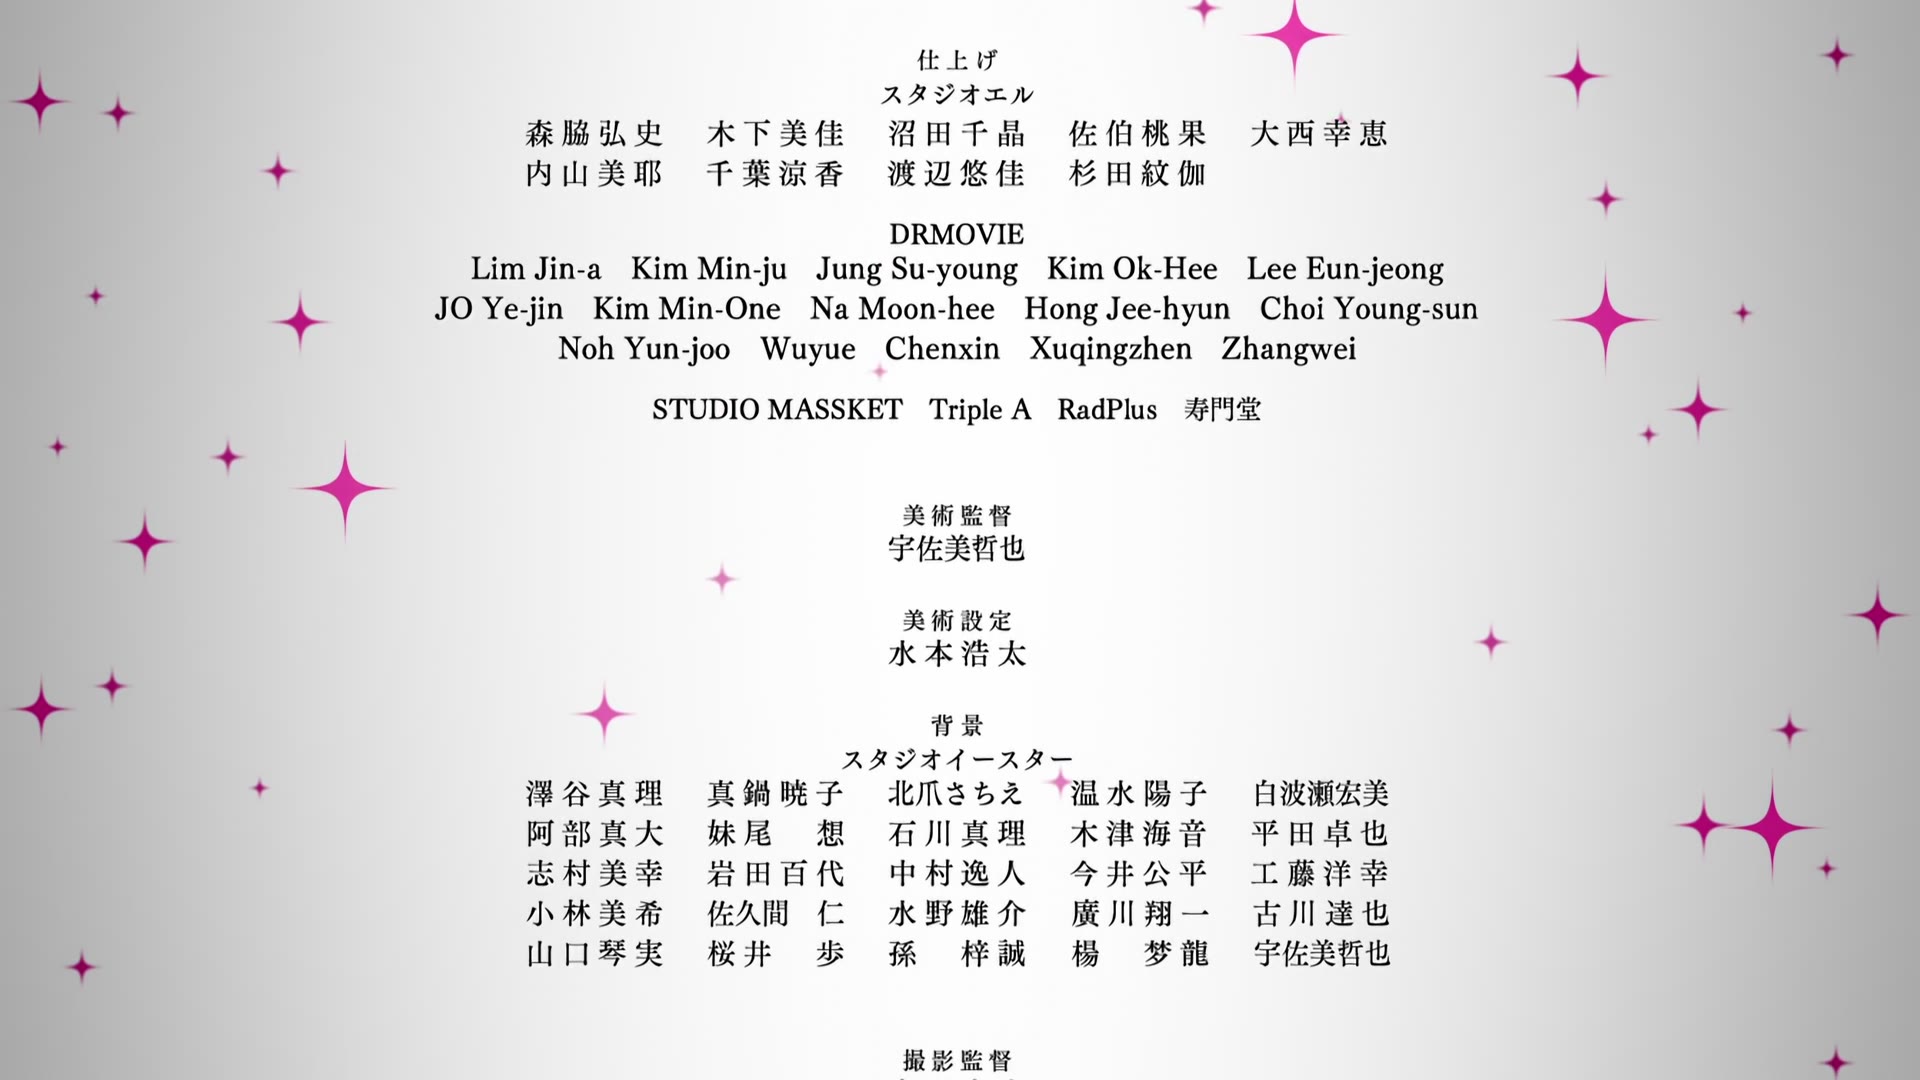 仕上げ
スタジオエル
森脇弘史 木下美佳 沼田千晶 佐伯桃果 大西幸恵
内山美耶 千葉涼香 渡辺悠佳 杉田紋伽
DRMOVIE
Lim Jin-a Kim Min-ju Jung Su-young Kim Ok-Hee Lee Eun-jeong
JO Ye-jin Kim Min-One Na Moon-hee Hong Jee-hyun Choi Young-sun
Noh Yun-joo Wuyue Chenxin Xuqingzhen Zhangwei
STUDIO MASSKET Triple A RadPlus 寿門堂
美術監督
宇佐美哲也
美術設定
水本浩太
背景
スタジオイースター
澤谷真理 真鍋暁子 北爪さちえ 温水陽子 白波瀬宏美
阿部真大 妹尾 想 石川真理 木津海音 平田卓也
志村美幸 岩田百代 中村逸人 今井公平 工藤洋幸
小林美希 佐久間 仁 水野雄介 廣川翔一 古川達也
山口琴実 桜井 歩 孫 梓誠 楊 梦龍 宇佐美哲也
撮影監督